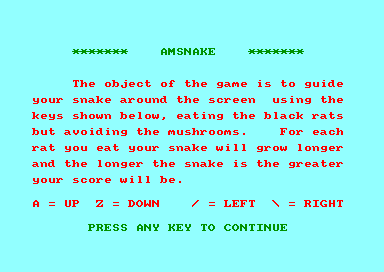 *******    AMSNAKE    *******
The object of the game is to guide
your snake around the screen  using the
keys shown below, eating the black rats
but avoiding the mushrooms.    For each
rat you eat your snake will grow longer
and the longer the snake is the greater
your score will be.
A = UP  Z = DOWN    / = LEFT  \ = RIGHT
PRESS ANY KEY TO CONTINUE